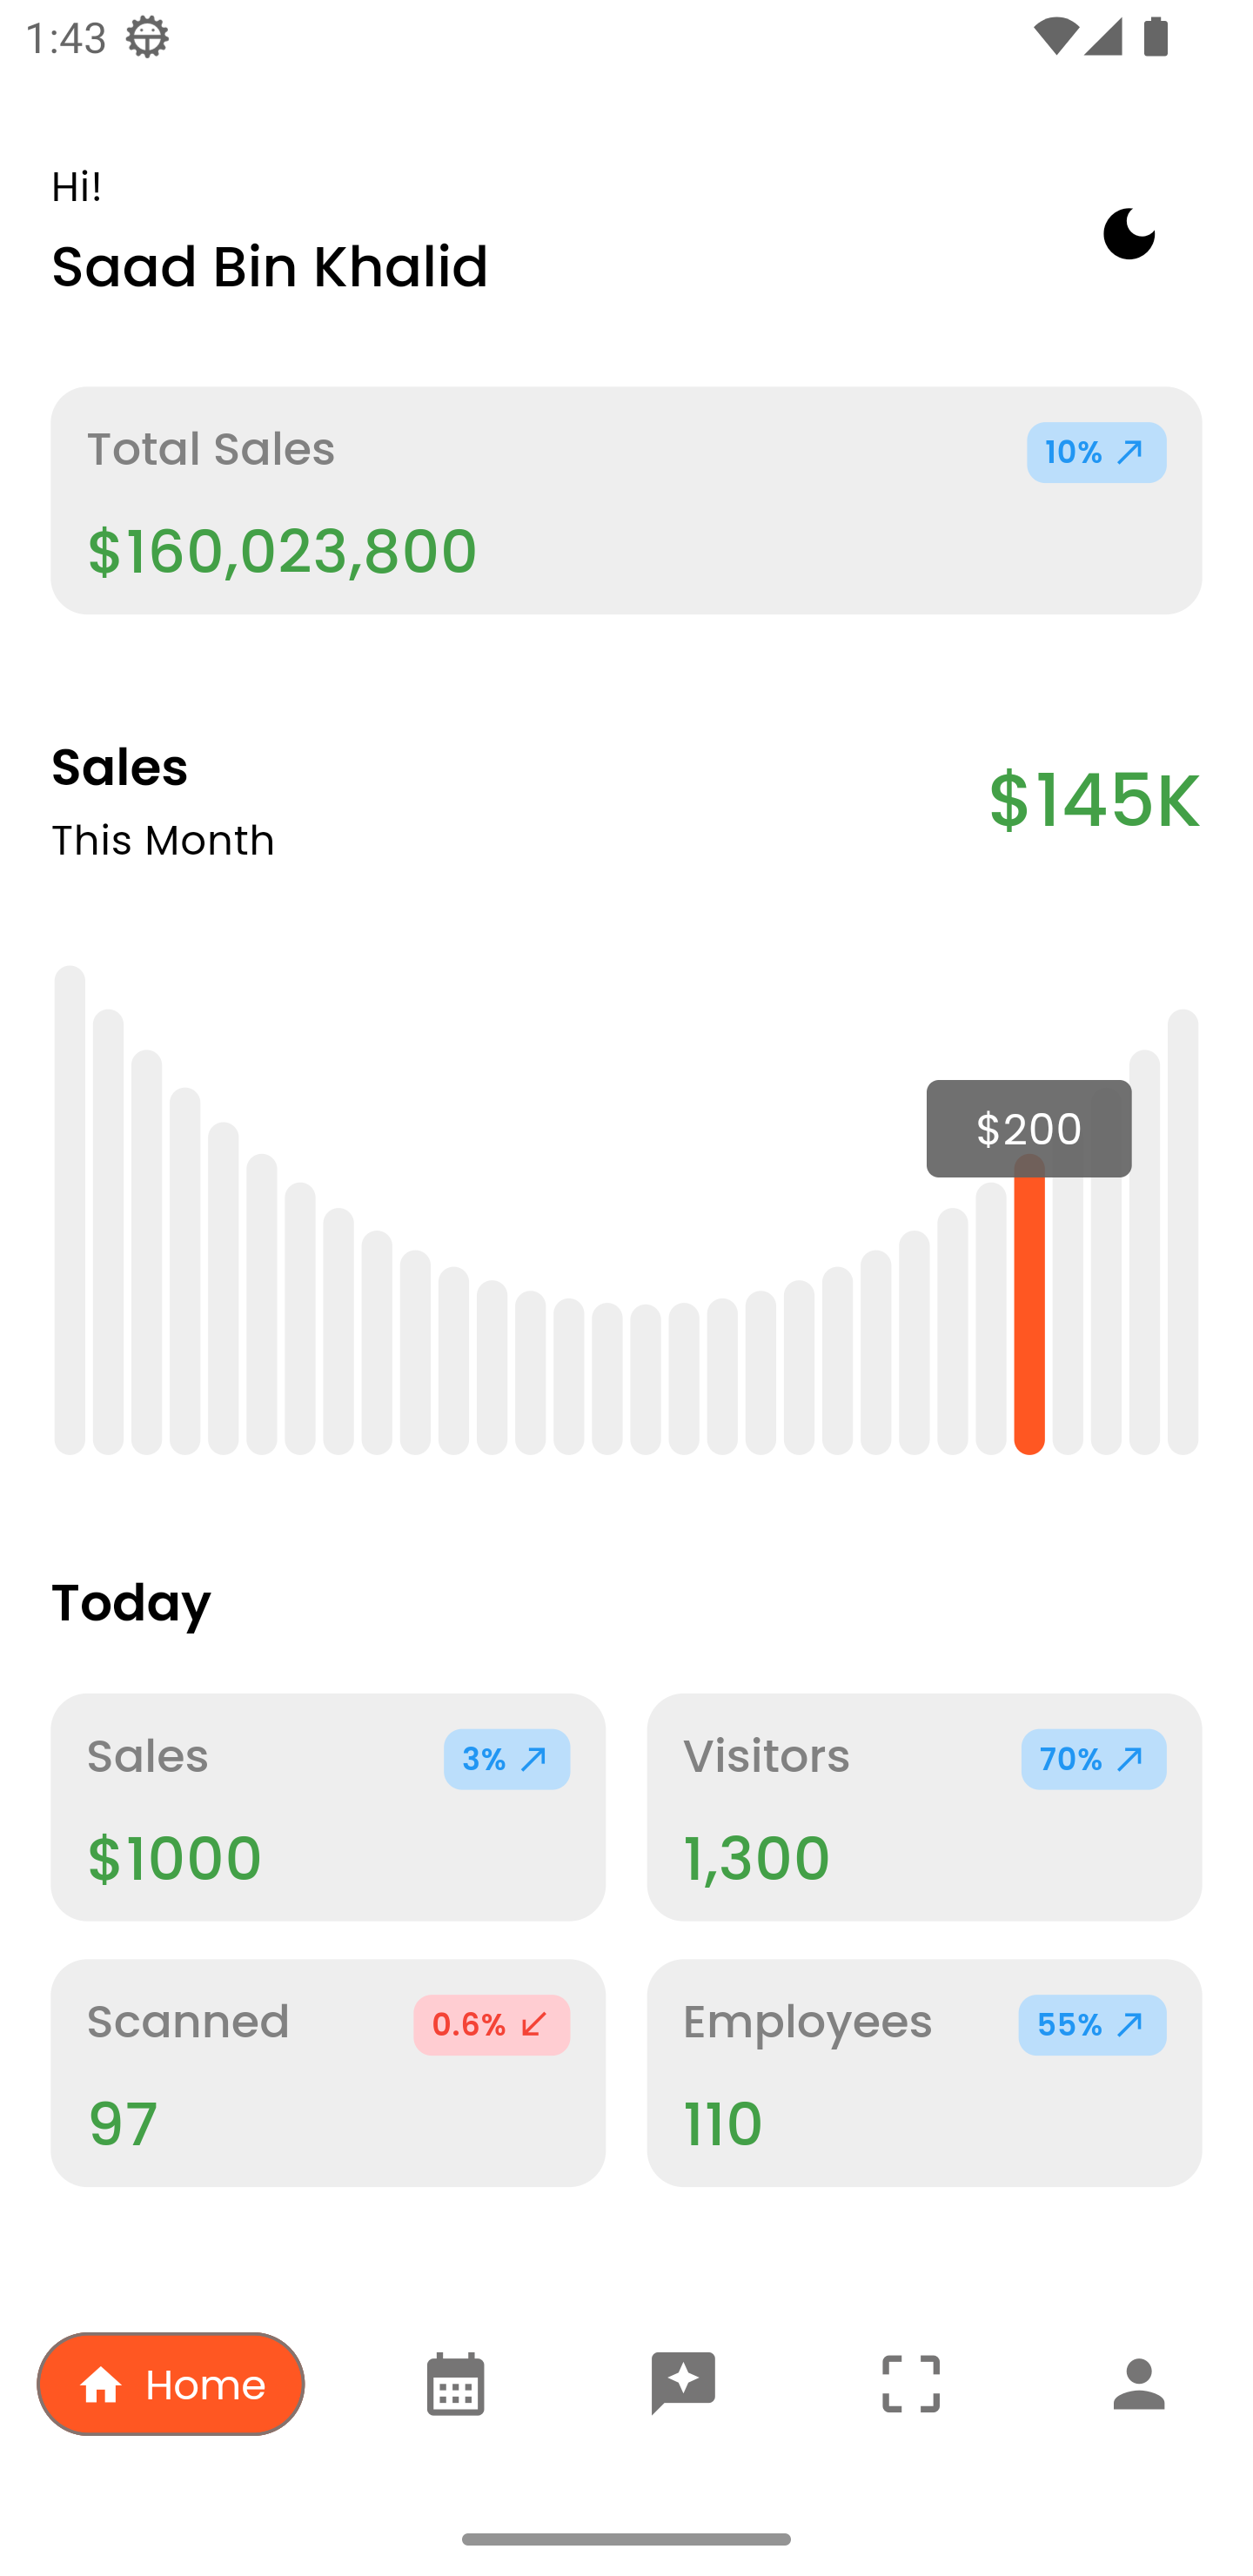 1:43
Hi!
Saad Bin Khalid
Total Sales
10%
$160,023,800
Sales
$145K
This Month
$200
Today
Sales
3%
$1000
Visitors
70%
1,300
Scanned
0.6%
97
Employees
55%
110
Home